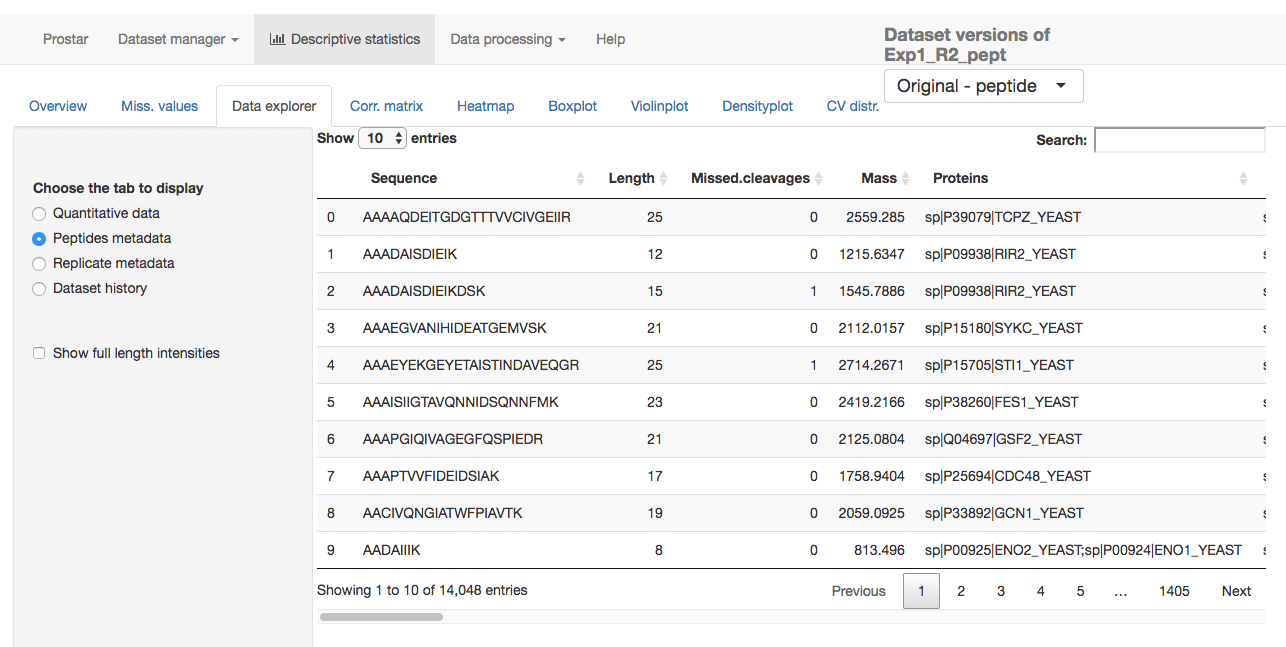 Prostar Dataset manager Descriptive statistics Data processing Help
Dataset versions of
Exp1_R2_pept
Original - peptide
Overview Miss. values Data explorer Corr. matrix Heatmap Boxplot Violinplot Densityplot CV distr.
Show 10 entries Search:
Choose the tab to display
Quantitative data
Peptides metadata
Replicate metadata
Dataset history
Show full length intensities
Sequence Length Missed.cleavages Mass Proteins
0 AAAAQDEITGDGTTTVVCIVGEIIR 25 0 2559.285 sp|P39079|TCPZ_YEAST
1 AAADAISDIEIK 12 0 1215.6347 sp|P09938|RIR2_YEAST
2 AAADAISDIEIKDSK 15 1 1545.7886 sp|P09938|RIR2_YEAST
3 AAAEGVANIHIDEATGEMVSK 21 0 2112.0157 sp|P15180|SYKC_YEAST
4 AAAEYEKGEYETAISTINDAVEQGR 25 1 2714.2671 sp|P15705|STI1_YEAST
5 AAAISIIGTAVQNNIDSQNNFMK 23 0 2419.2166 sp|P38260|FES1_YEAST
6 AAAPGIQIVAGEGFQSPIEDR 21 0 2125.0804 sp|Q04697|GSF2_YEAST
7 AAAPTVVFIDEIDSIAK 17 0 1758.9404 sp|P25694|CDC48_YEAST
8 AACIVQNGIATWFPIAVTK 19 0 2059.0925 sp|P33892|GCN1_YEAST
9 AADAIIIK 8 0 813.496 sp|P00925|ENO2_YEAST;sp|P00924|ENO1_YEAST
Showing 1 to 10 of 14,048 entries Previous 1 2 3 4 5 … 1405 Next